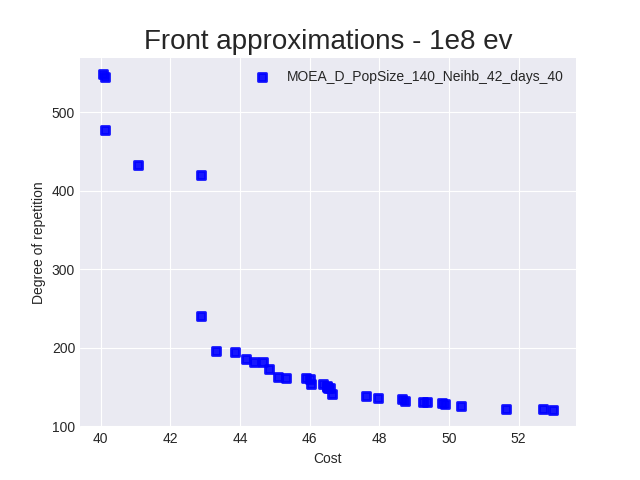 Front approximations - 1e8 ev
MOEA_D_PopSize_140_Neihb_42_days_40
500
400
300
200
100
Degree of repetition
40 42 44 46 48 50 52
Cost